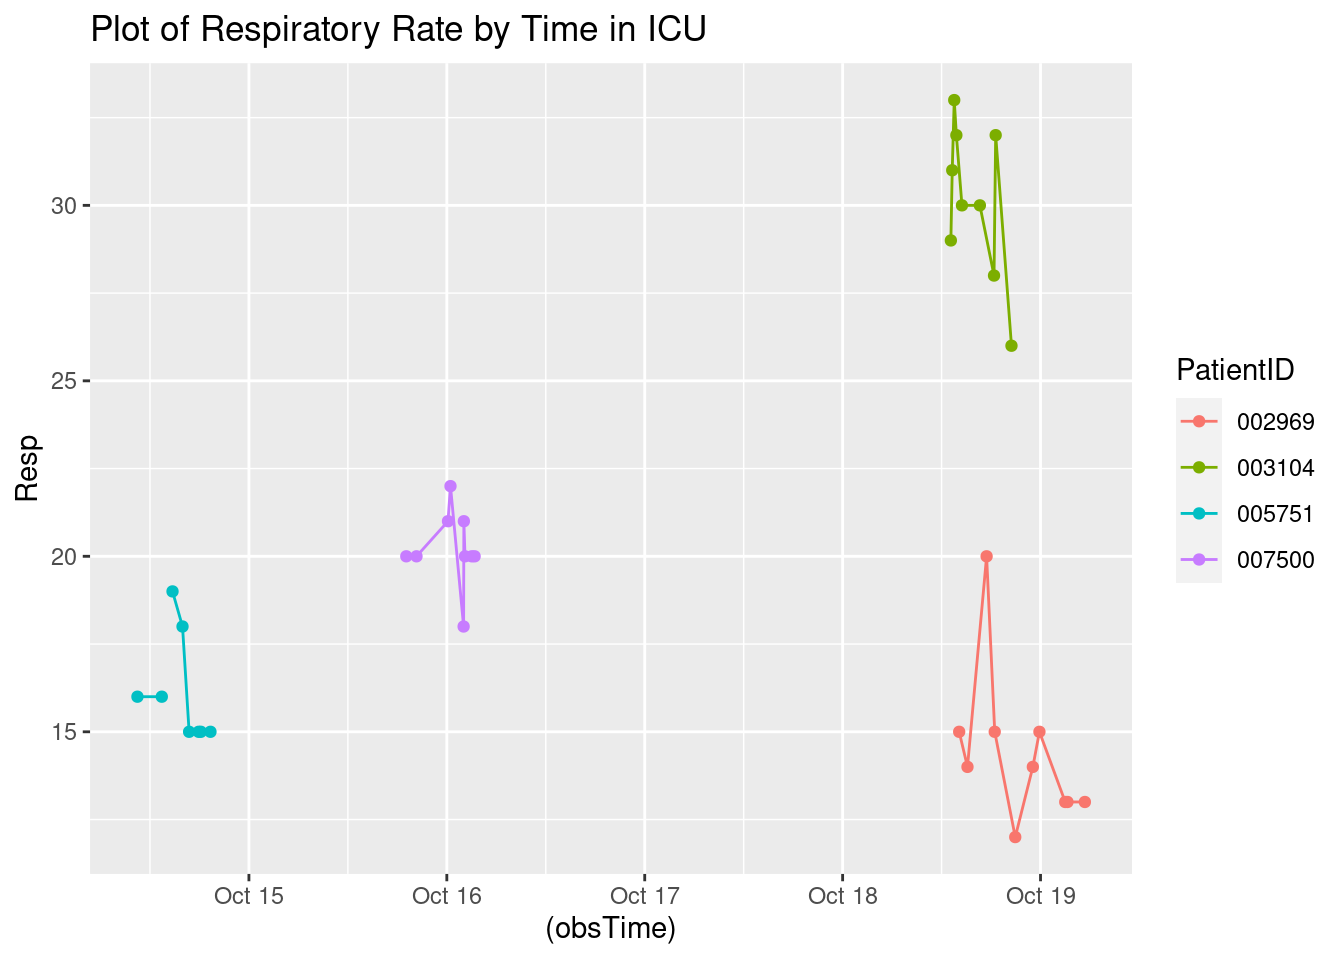 Plot of Respiratory Rate by Time in ICU
Resp
30
25
20
15
Oct 15
Oct 16
Oct 17
Oct 18
Oct 19
(obsTime)
PatientID
002969
003104
005751
007500